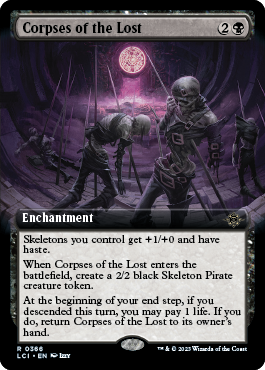 Corpses of the Lost 2
Enchantment
Skeletons you control get +1/+0 and have
haste.
When Corpses of the Lost enters the
battlefield, create a 2/2 black Skeleton Pirate
creature token.
At the beginning of your end step, if you
descended this turn, you may pay 1 life. If you
do, return Corpses of the Lost to its owner's
hand.
R 0366
LCI • EN Izzy
™ & © 2023 Wizards of the Coast